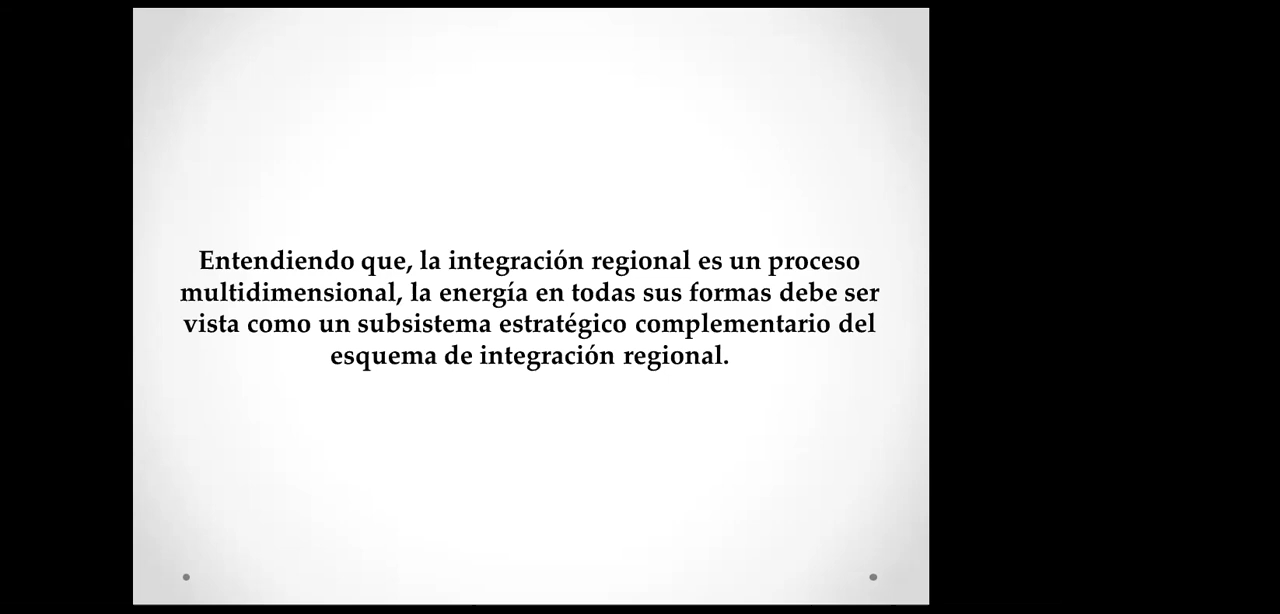 Entendiendo que, la integración regional es un proceso
multidimensional, la energía en todas sus formas debe ser
vista como un subsistema estratégico complementario del
esquema de integración regional.